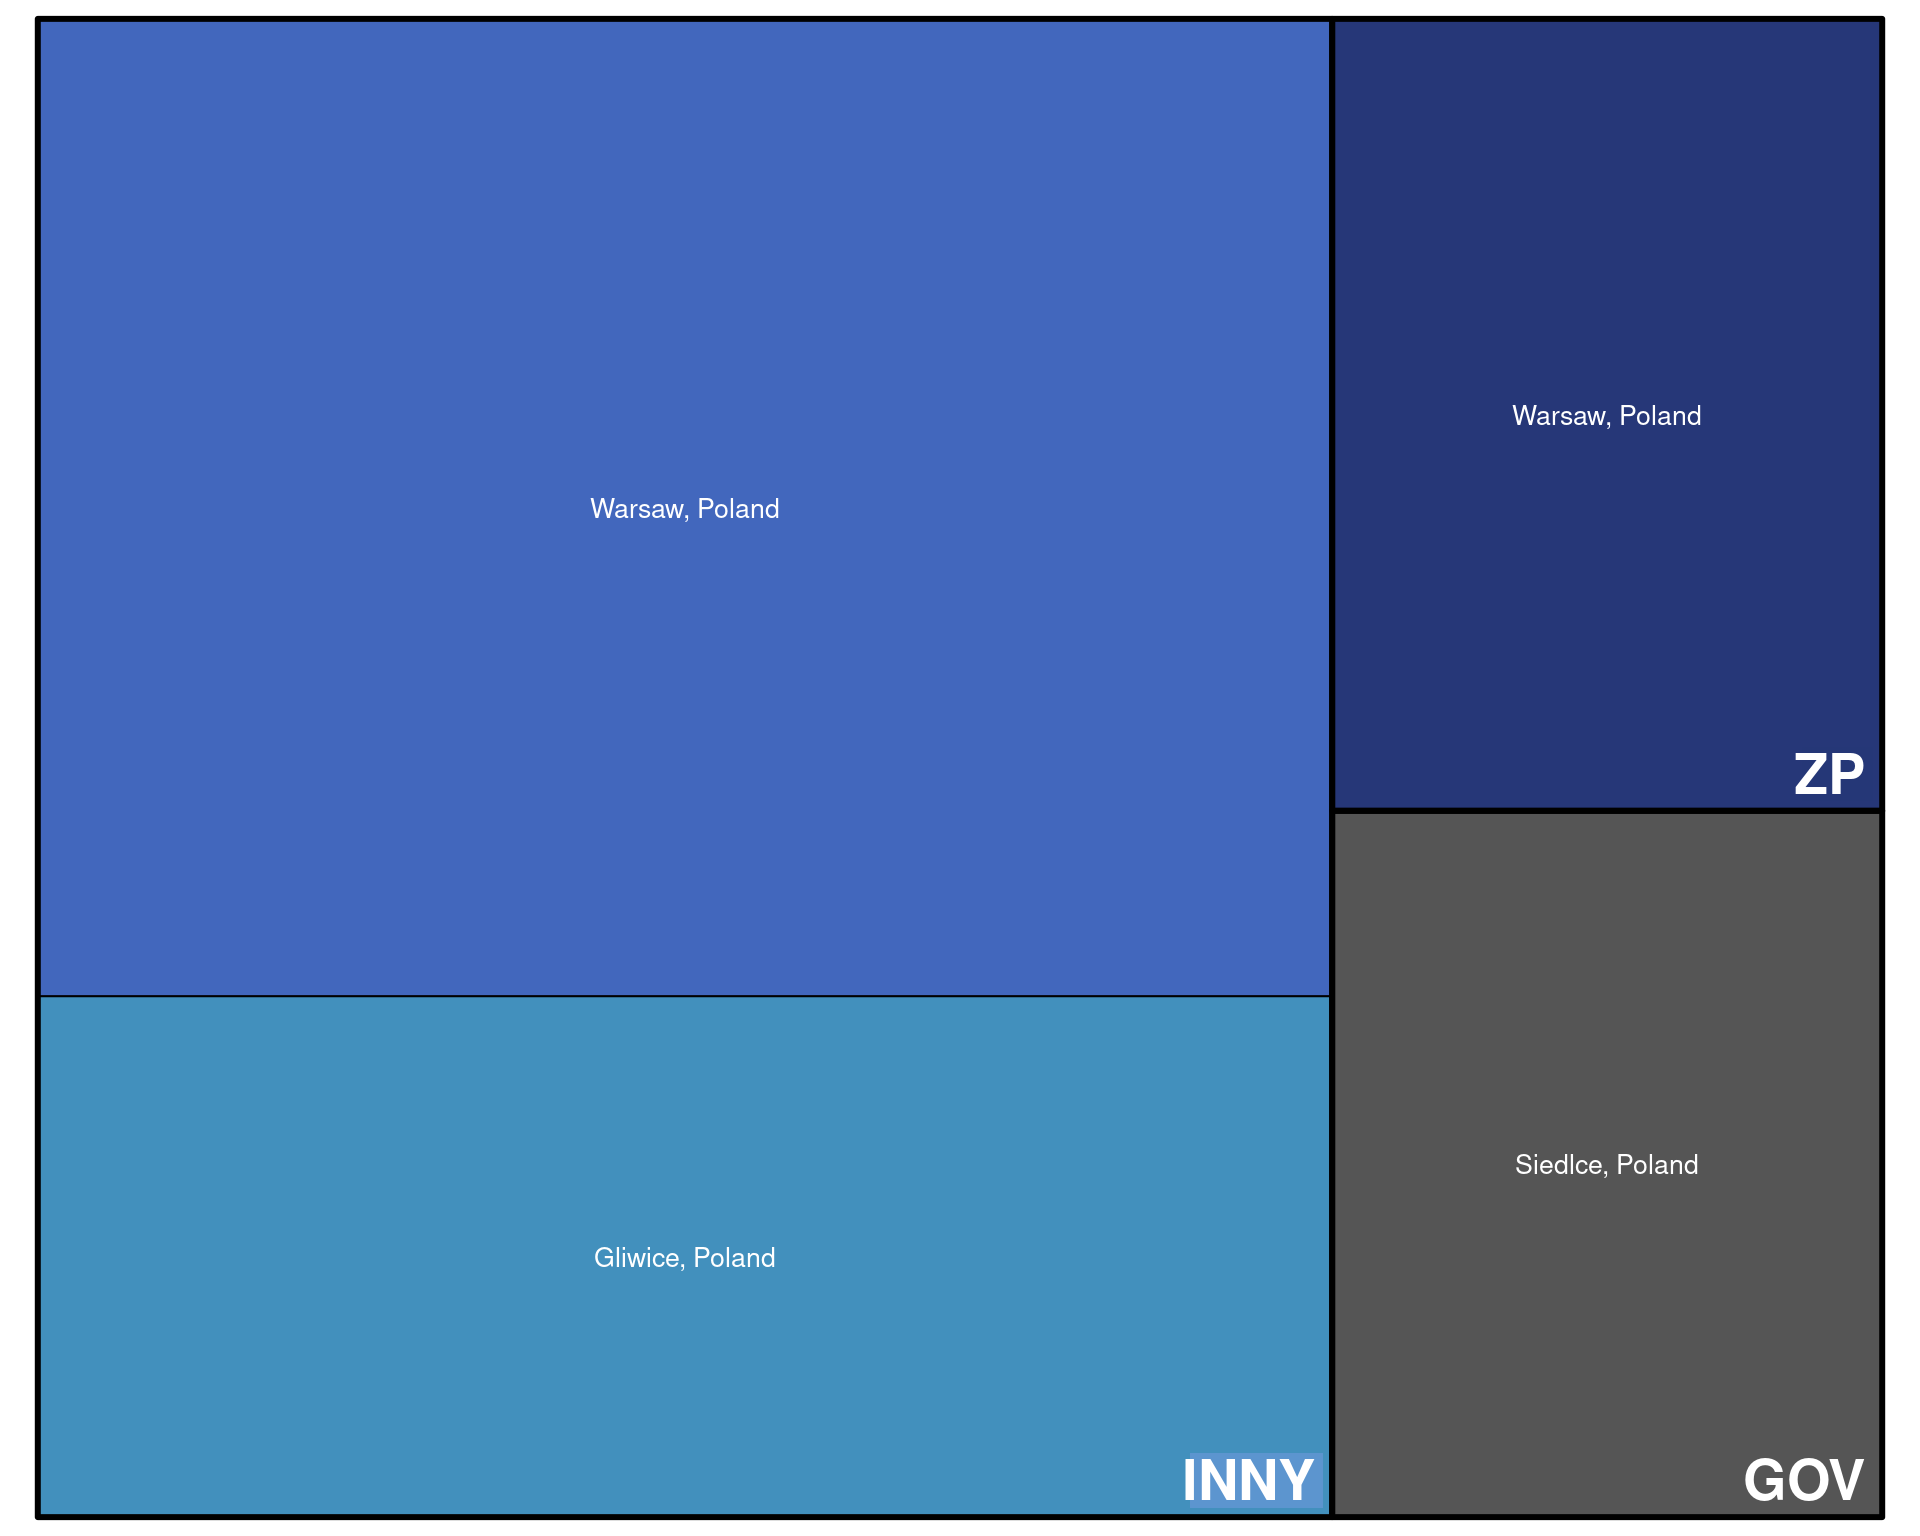 Warsaw, Poland
Gliwice, Poland
INNY
Warsaw, Poland
ZP
Siedlce, Poland
GOV